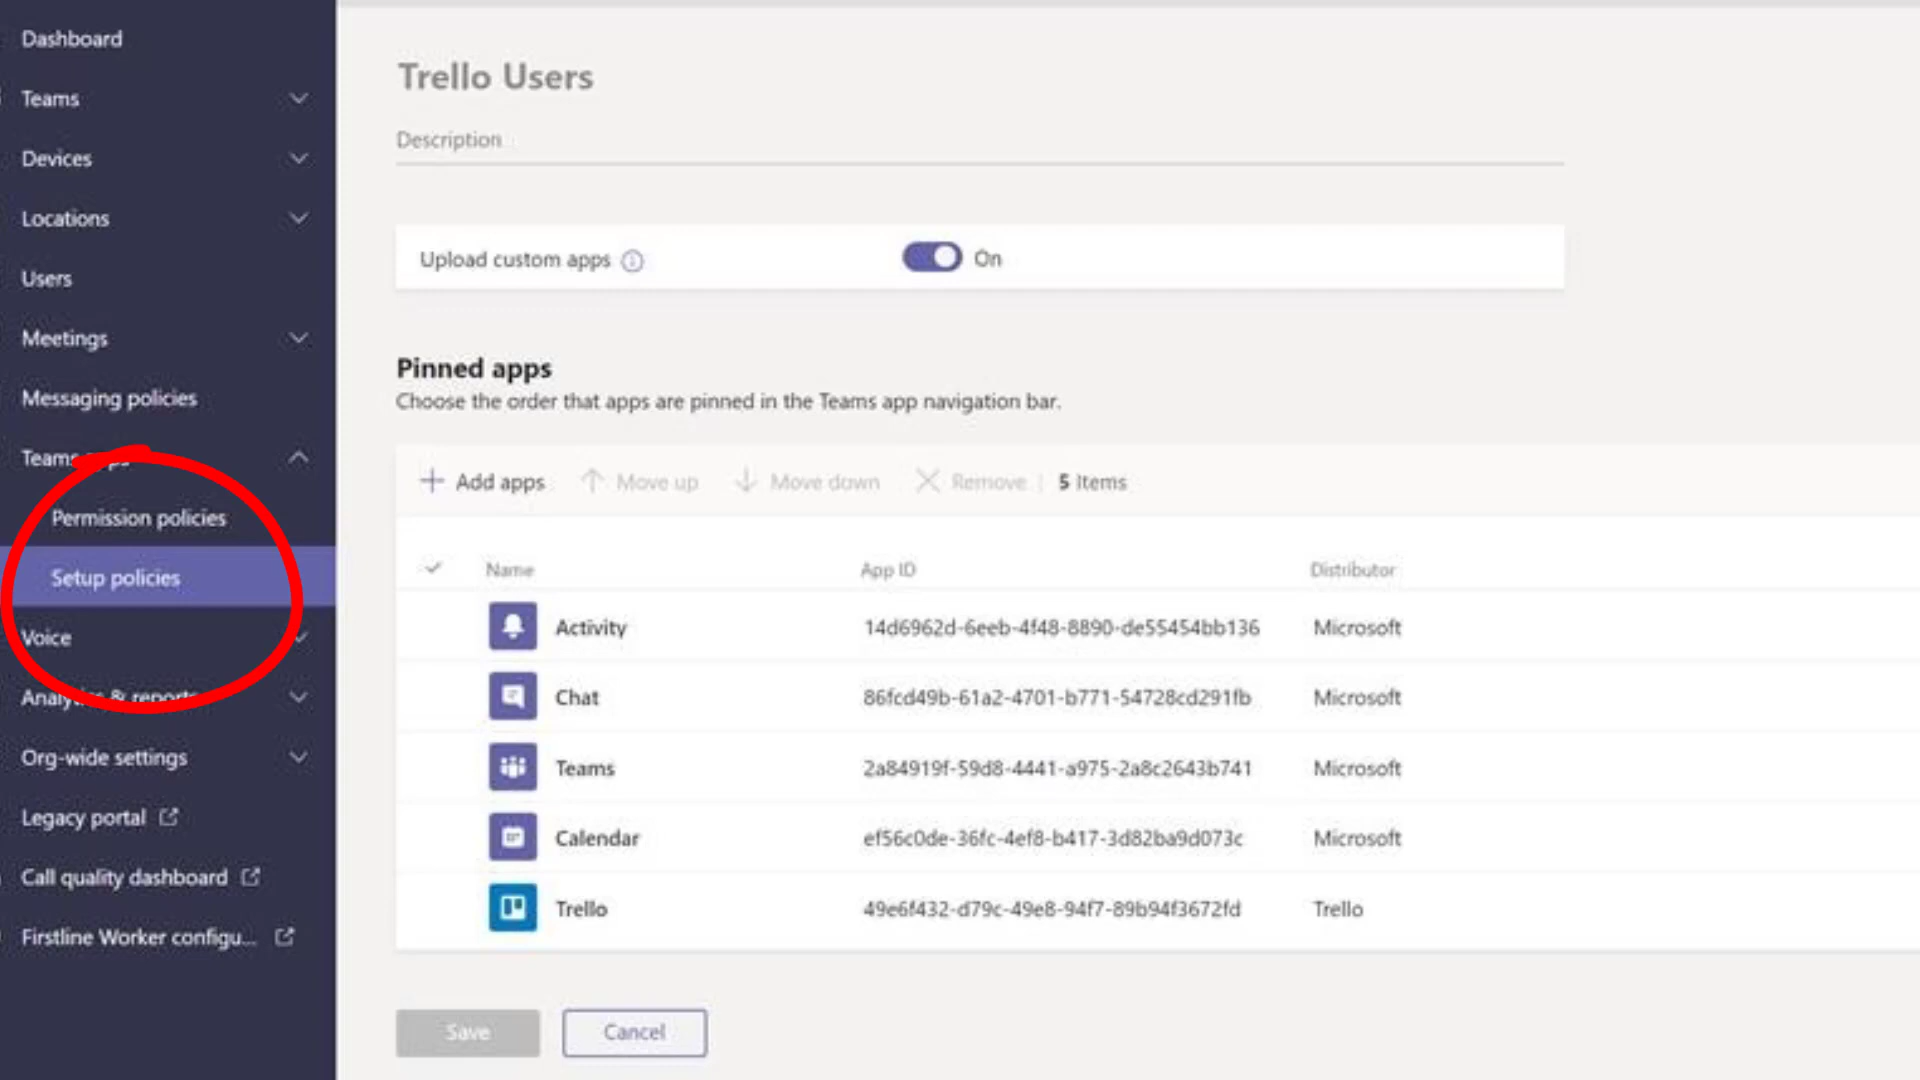 Dashboard
Teams
Devices
Locations
Users
Meetings
Messaging policies
Teams apps
Permission policies
Setup policies
Voice
Analytics & reports
Org-wide settings
Legacy portal
Call quality dashboard
Firstline Worker configu...
Trello Users
Description
Upload custom apps On
Pinned apps
Choose the order that apps are pinned in the Teams app navigation bar.
Add apps Move up Move down Remove | 5 Items
Name App ID Distributor
Activity 14d6962d-6eeb-4f48-8890-de55454bb136 Microsoft
Chat 86fcd49b-61a2-4701-b771-54728cd291fb Microsoft
Teams 2a84919f-59d8-4441-a975-2a8c2643b741 Microsoft
Calendar ef56c0de-36fc-4ef8-b417-3d82ba9d073c Microsoft
Trello 49e6f432-d79c-49e8-94f7-89b94f3672fd Trello
Save Cancel